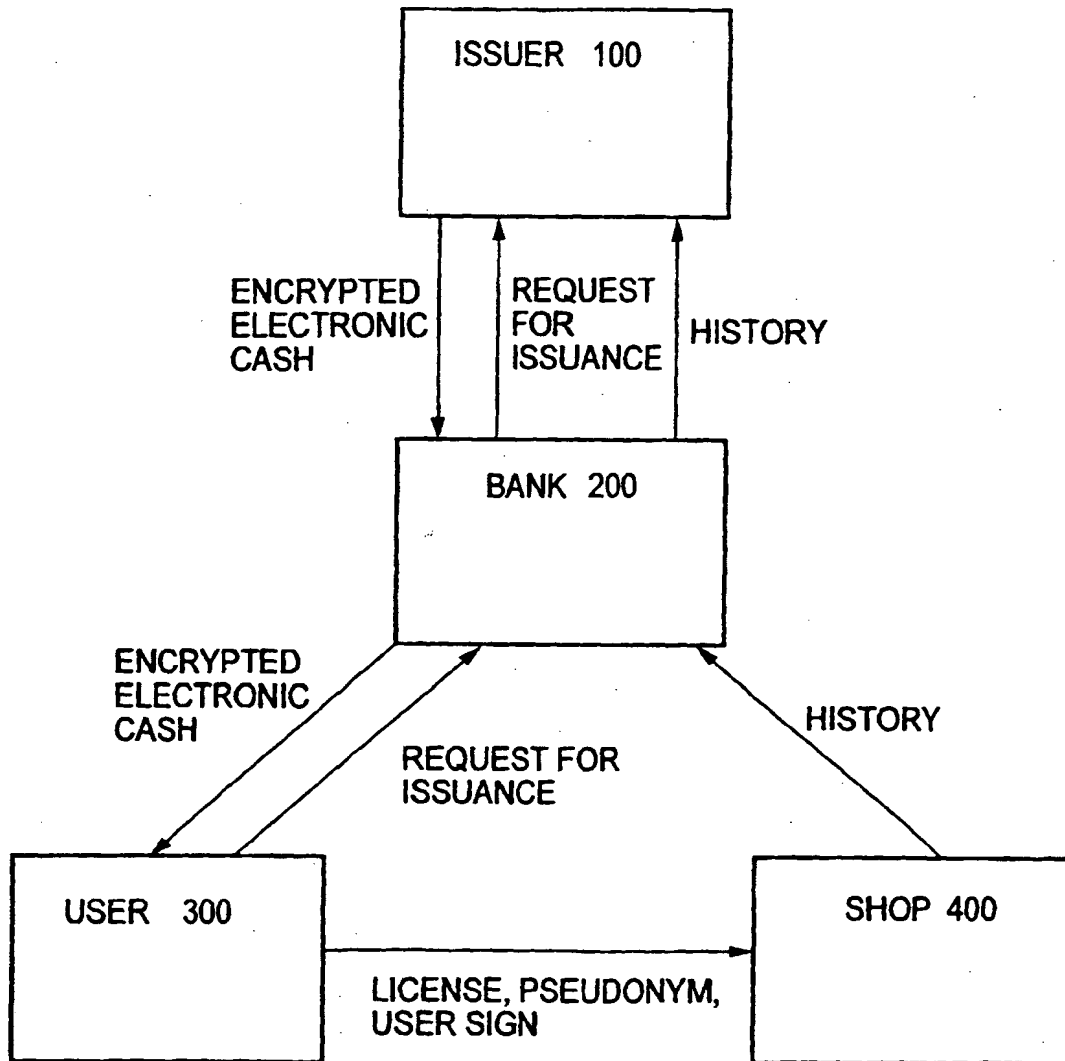 ISSUER 100
ENCRYPTED
ELECTRONIC
CASH
REQUEST
FOR
ISSUANCE
HISTORY
BANK 200
ENCRYPTED
ELECTRONIC
CASH
REQUEST FOR
ISSUANCE
HISTORY
USER 300
SHOP 400
LICENSE, PSEUDONYM,
USER SIGN